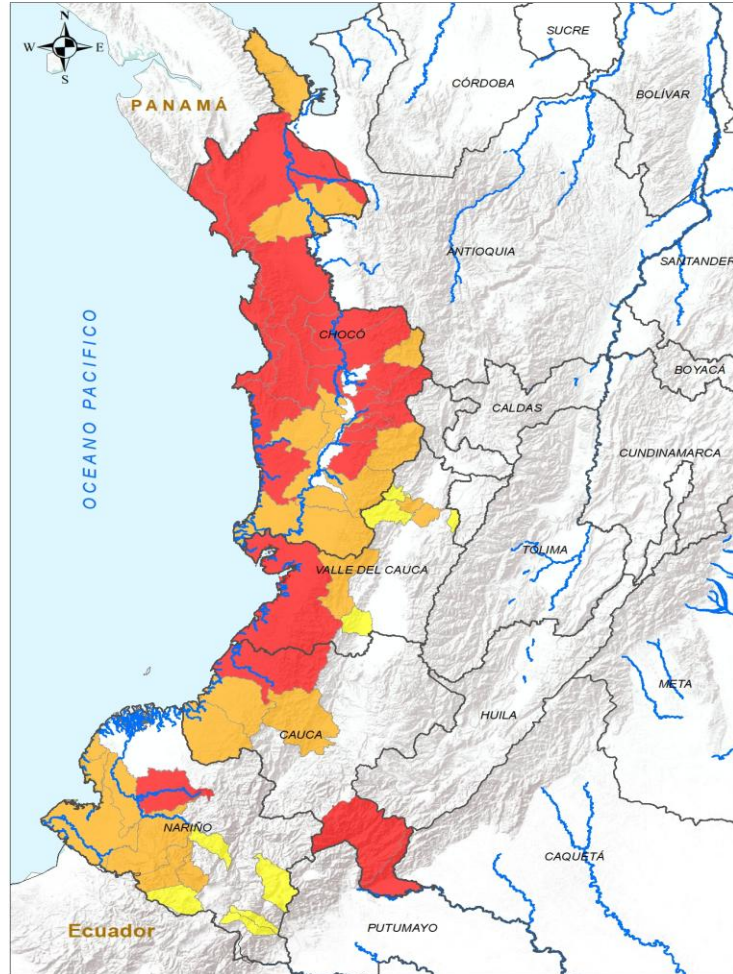 N
W E
S
SUCRE
CÓRDOBA
BOLÍVAR
PANAMÁ
ANTIOQUIA
SANTANDER
OCEANO PACIFICO
CHOCÓ
BOYACÁ
CALDAS
CUNDINAMARCA
TOLIMA
VALLE DEL CAUCA
META
HUILA
CAUCA
NARIÑO
CAQUETÁ
PUTUMAYO
Ecuador